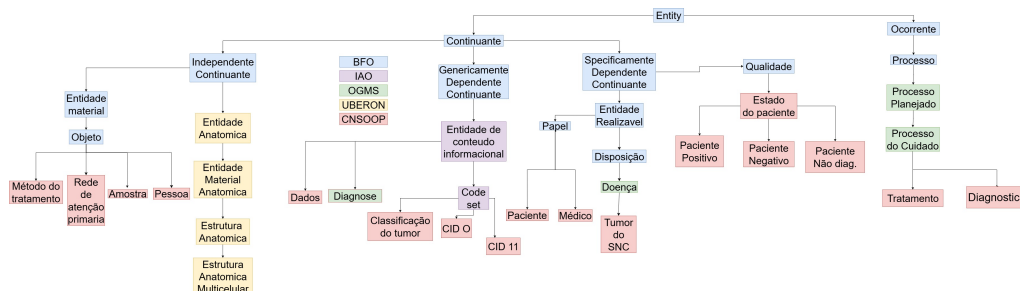 Entity
Ocorrente
Continuante
Independente
Continuante
BFO
IAO
OGMS
UBERON
CNSOOP
Genericamente
Dependente
Continuante
Specificamente
Dependente
Continuante
Qualidade
Processo
Entidade
material
Objeto
Entidade
Anatomica
Entidade de
conteudo
informacional
Papel
Entidade
Realizavel
Estado
do paciente
Processo
Planejado
Processo
do Cuidado
Disposição
Paciente
Positivo
Paciente
Negativo
Paciente
Não diag.
Método do
tratamento
Rede
de
atenção
primaria
Amostra
Pessoa
Entidade
Material
Anatomica
Dados
Diagnese
Code
set
Doença
Tratamento
Diagnostic
Classificação
do tumor
CID O
CID 11
Paciente
Médico
Tumor
do
SNC
Estrutura
Anatomica
Estrutura
Anatomica
Multicelular